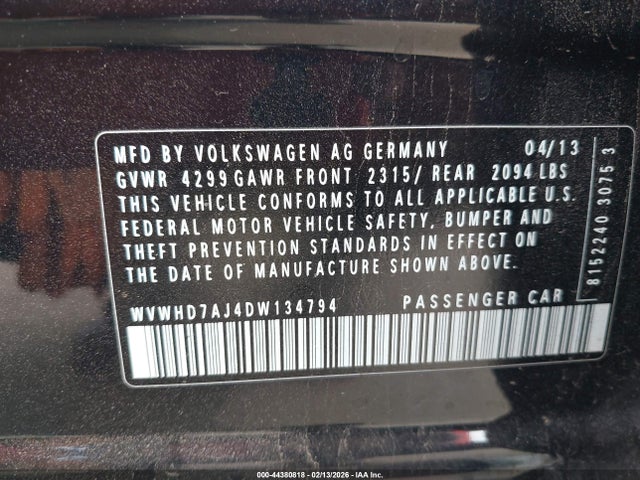 MFD BY VOLKSWAGEN AG GERMANY 04/13
GVWR 4299 GAWR FRONT 2315/ REAR 2094 LBS
THIS VEHICLE CONFORMS TO ALL APPLICABLE U.S.
FEDERAL MOTOR VEHICLE SAFETY, BUMPER AND
THEFT PREVENTION STANDARDS IN EFFECT ON
THE DATE OF MANUFACTURE SHOWN ABOVE.
WVWHD7AJ4DW134794 PASSENGER CAR
8152240 3075 3
000-44380818 - 02/13/2026 - IAA Inc.